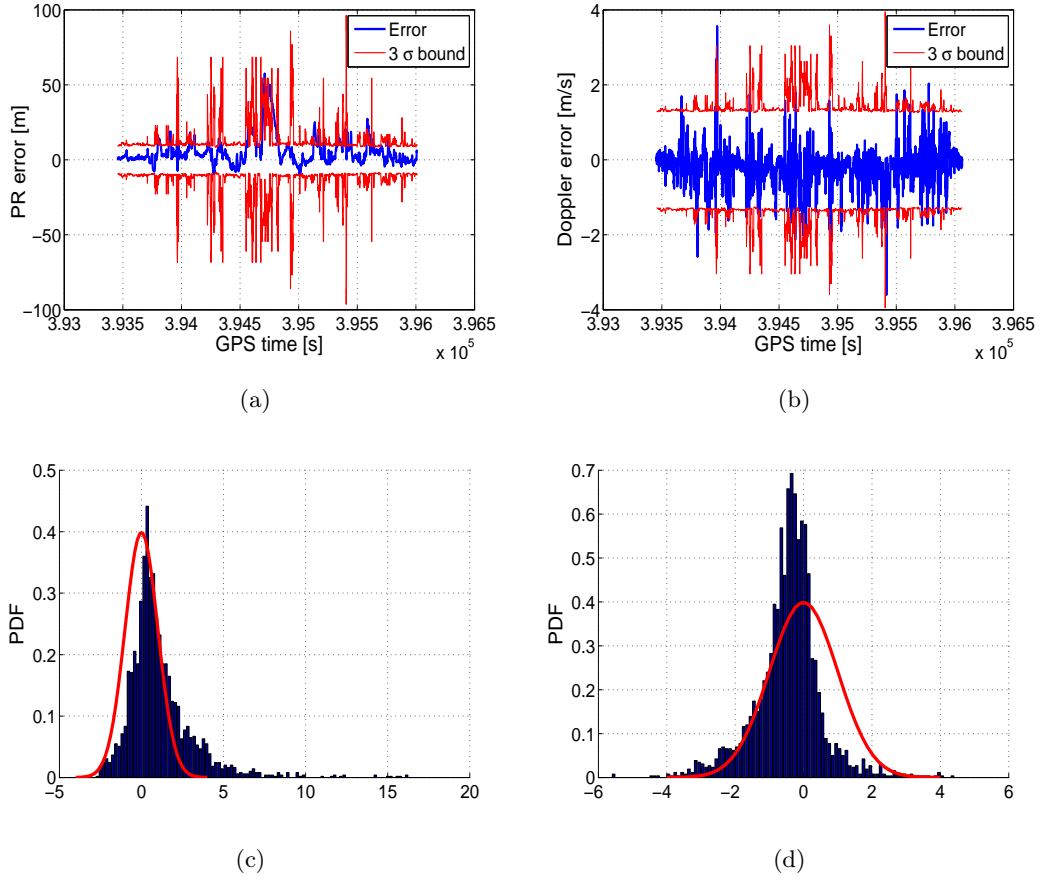 100
50
0
−50
−100
PR error [m]
Error
3 σ bound
3.93 3.935 3.94 3.945 3.95 3.955 3.96 3.965
GPS time [s]
x 10⁵
(a)
4
2
0
−2
−4
Doppler error [m/s]
Error
3 σ bound
3.93 3.935 3.94 3.945 3.95 3.955 3.96 3.965
GPS time [s]
x 10⁵
(b)
0.5
0.4
0.3
0.2
0.1
0
PDF
−5 0 5 10 15 20
(c)
0.7
0.6
0.5
0.4
0.3
0.2
0.1
0
PDF
−6 −4 −2 0 2 4 6
(d)